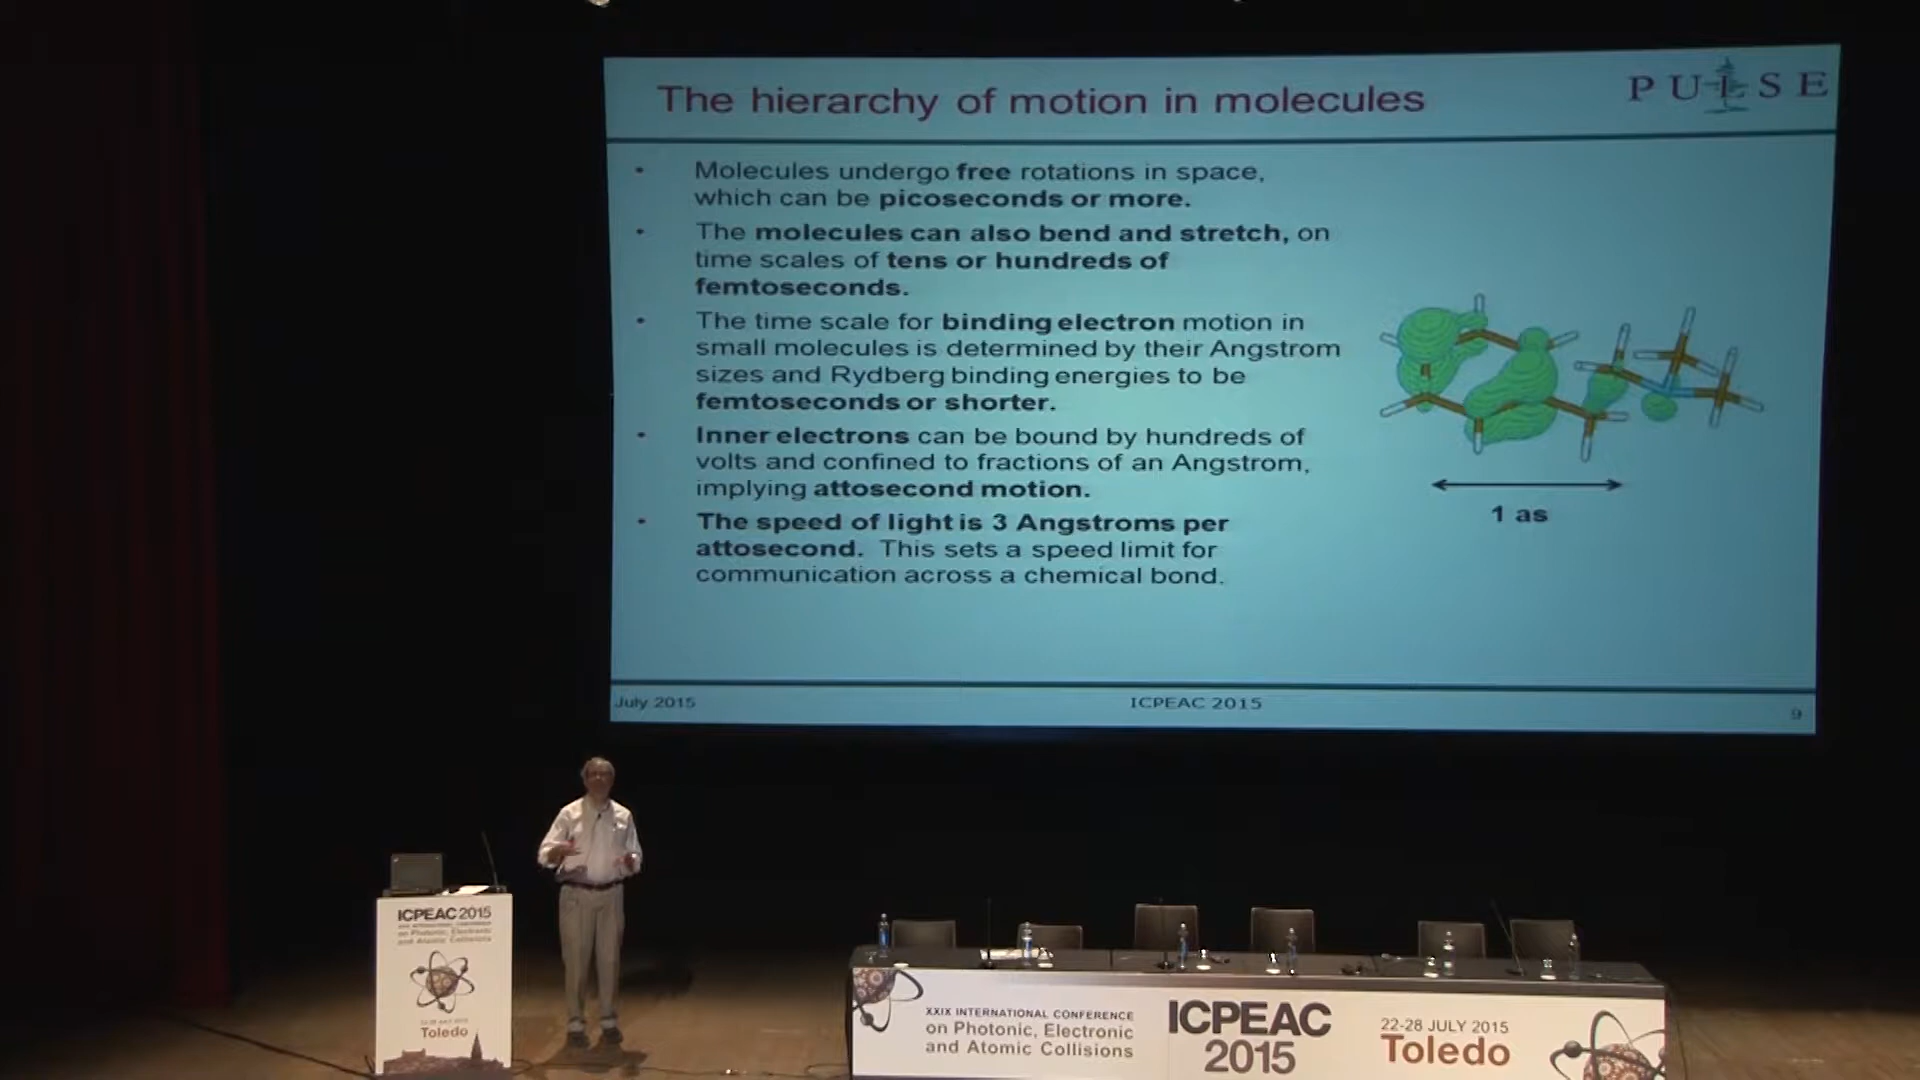 The hierarchy of motion in molecules
PULSE
• Molecules undergo free rotations in space,
which can be picoseconds or more.
• The molecules can also bend and stretch, on
time scales of tens or hundreds of
femtoseconds.
• The time scale for binding electron motion in
small molecules is determined by their Angstrom
sizes and Rydberg binding energies to be
femtoseconds or shorter.
• Inner electrons can be bound by hundreds of
volts and confined to fractions of an Angstrom,
implying attosecond motion.
• The speed of light is 3 Angstroms per
attosecond. This sets a speed limit for
communication across a chemical bond.
1 as
July 2015
ICPEAC 2015
9
ICPEAC 2015
on Photonic, Electronic
and Atomic Collisions
Toledo
XXIX INTERNATIONAL CONFERENCE
on Photonic, Electronic
and Atomic Collisions
ICPEAC
2015
22-28 JULY 2015
Toledo